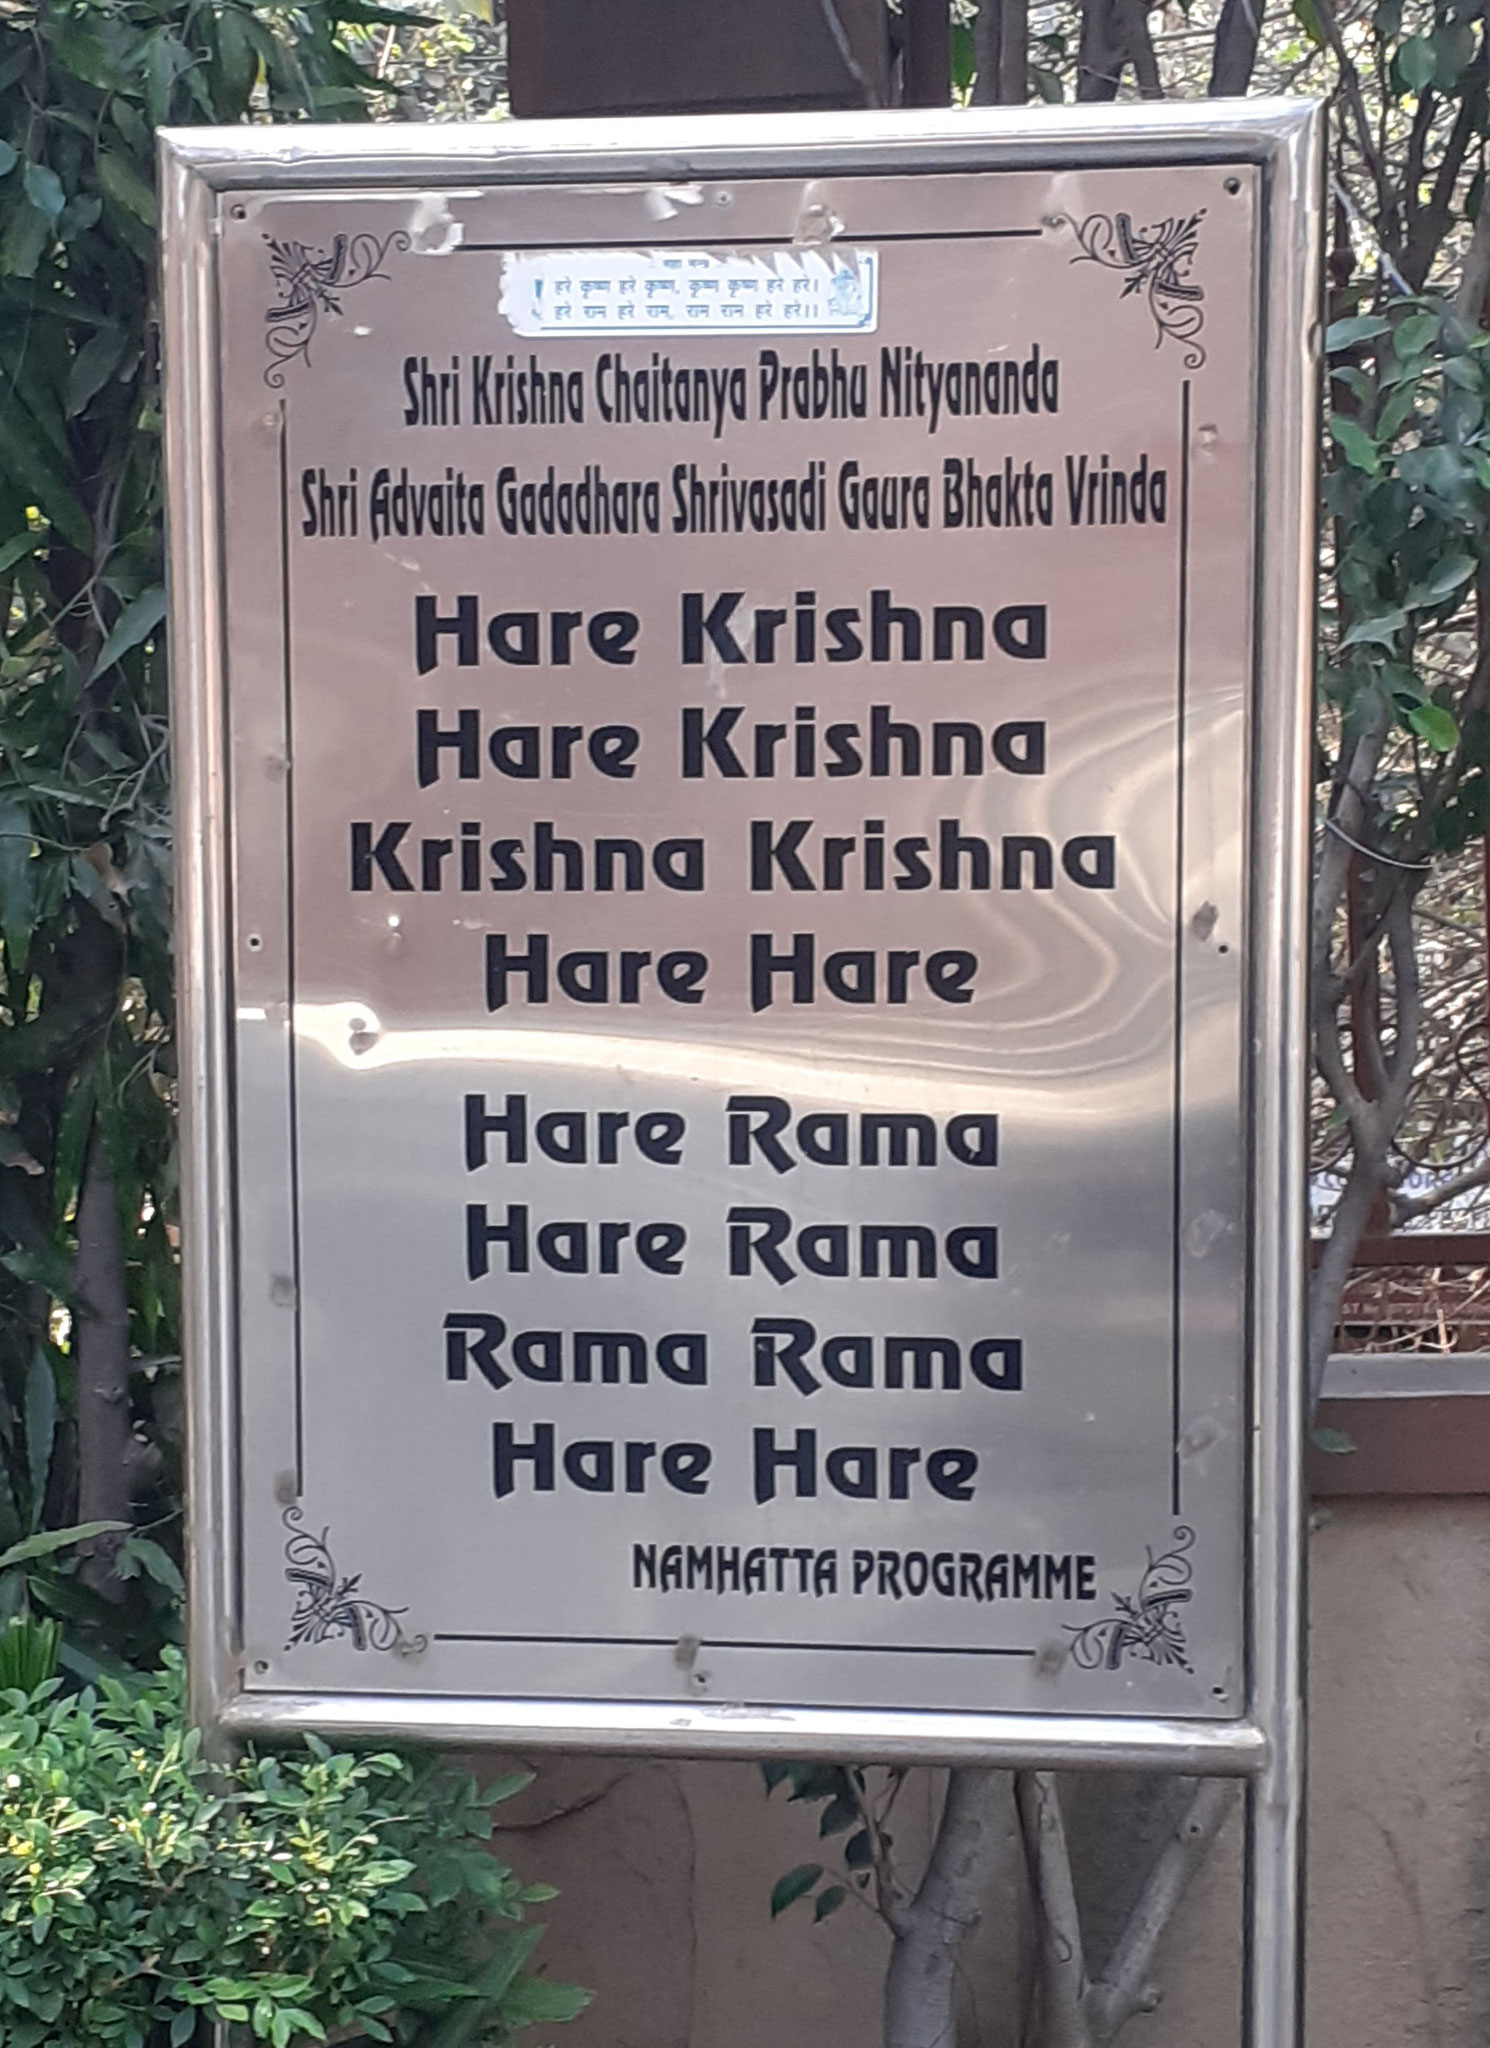 महा मन्त्र
हरे कृष्ण हरे कृष्ण, कृष्ण कृष्ण हरे हरे।
हरे राम हरे राम, राम राम हरे हरे।।
Shri Krishna Chaitanya Prabhu Nityananda
Shri Advaita Gadadhara Shrivasadi Gaura Bhakta Vrinda
Hare Krishna
Hare Krishna
Krishna Krishna
Hare Hare
Hare Rama
Hare Rama
Rama Rama
Hare Hare
NAMHATTA PROGRAMME